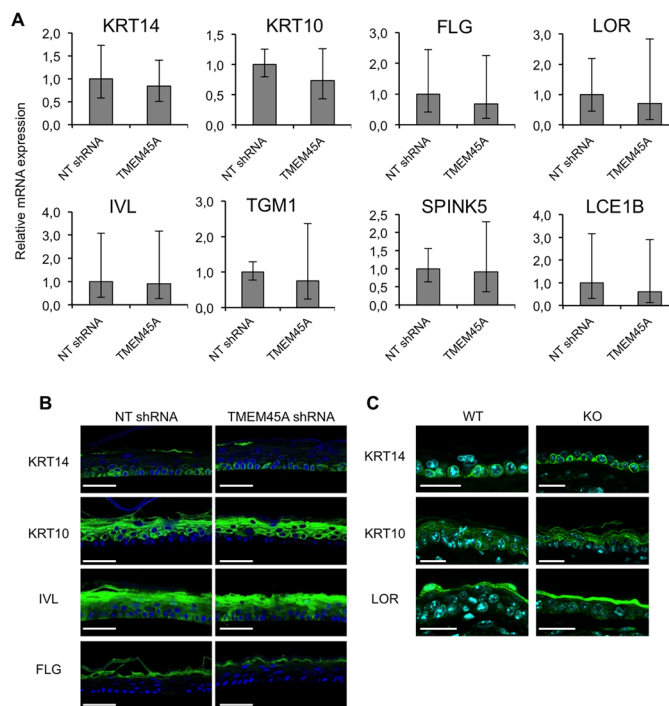 A
KRT14 KRT10 FLG LOR
Relative mRNA expression
2,0 1,5 1,0 0,5 0,0
NT shRNA TMEM45A
1,5 1,0 0,5 0,0
NT shRNA TMEM45A
3,0 2,0 1,0 0,0
NT shRNA TMEM45A
3,0 2,0 1,0 0,0
NT shRNA TMEM45A
IVL TGM1 SPINK5 LCE1B
4,0 3,0 2,0 1,0 0,0
NT shRNA TMEM45A
3,0 2,0 1,0 0,0
NT shRNA TMEM45A
2,5 2,0 1,5 1,0 0,5 0,0
NT shRNA TMEM45A
4,0 3,0 2,0 1,0 0,0
NT shRNA TMEM45A
B
NT shRNA TMEM45A shRNA
KRT14
KRT10
IVL
FLG
C
WT KO
KRT14
KRT10
LOR